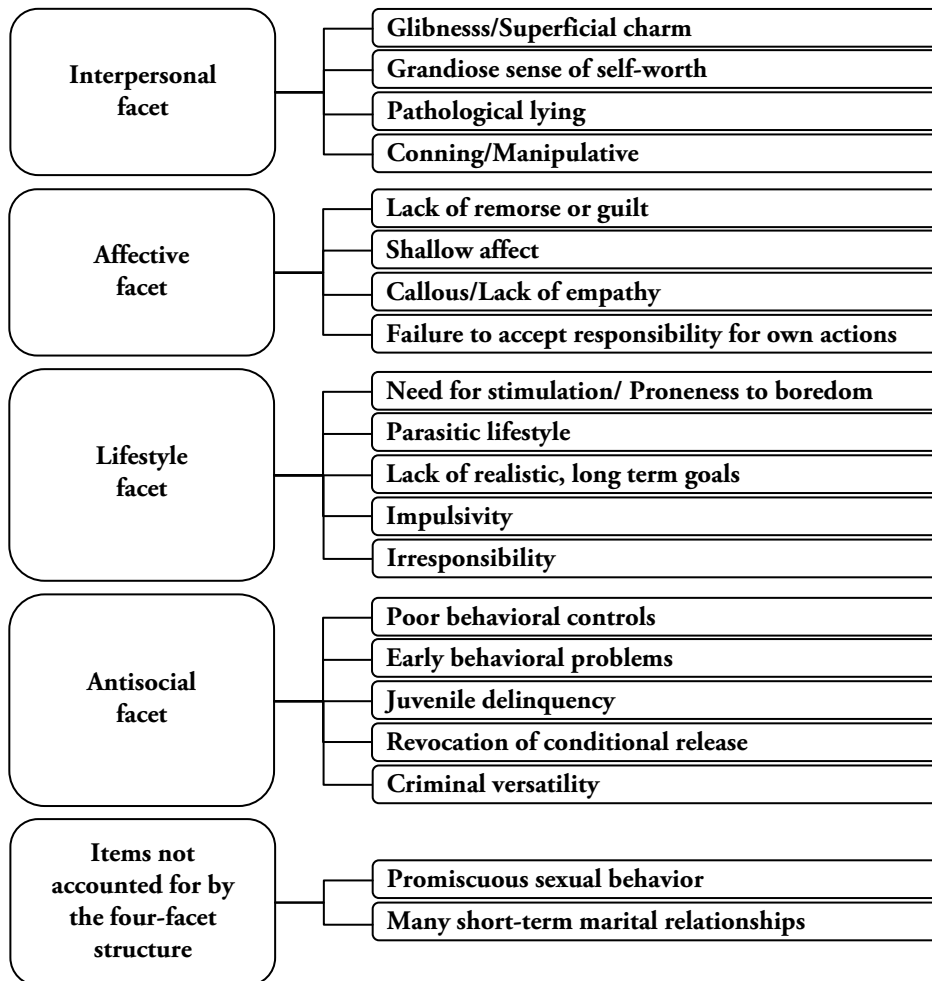 Interpersonal
facet
Glibnesss/Superficial charm
Grandiose sense of self-worth
Pathological lying
Conning/Manipulative
Affective
facet
Lack of remorse or guilt
Shallow affect
Callous/Lack of empathy
Failure to accept responsibility for own actions
Lifestyle
facet
Need for stimulation/ Proneness to boredom
Parasitic lifestyle
Lack of realistic, long term goals
Impulsivity
Irresponsibility
Antisocial
facet
Poor behavioral controls
Early behavioral problems
Juvenile delinquency
Revocation of conditional release
Criminal versatility
Items not
accounted for by
the four-facet
structure
Promiscuous sexual behavior
Many short-term marital relationships